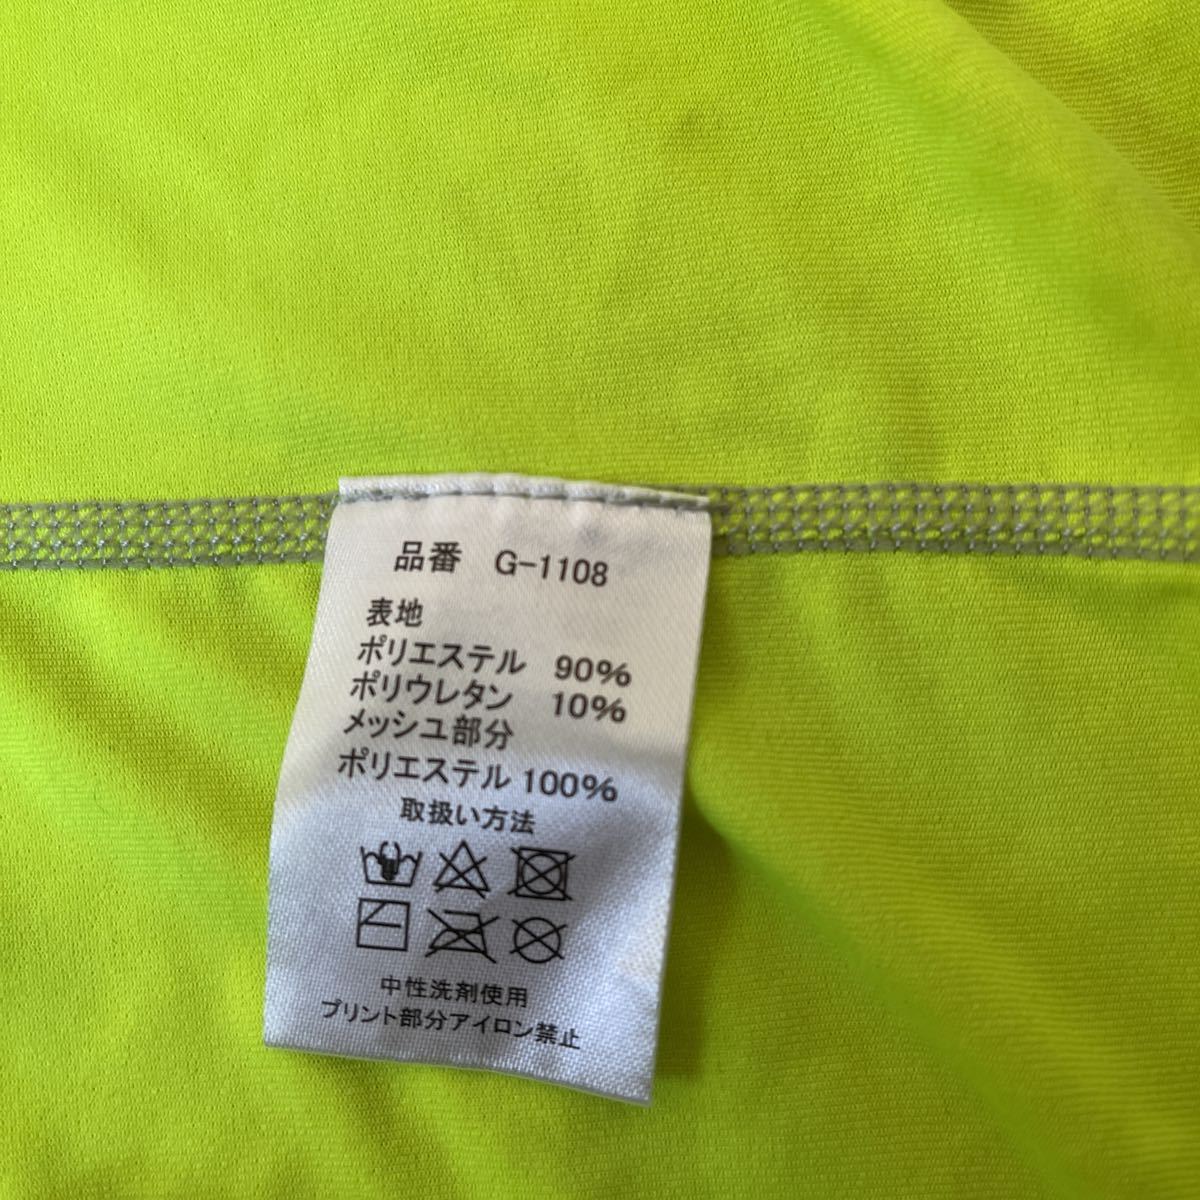 品番 G-1108
表地
ポリエステル 90%
ポリウレタン 10%
メッシュ部分
ポリエステル 100%
取扱い方法
中性洗剤使用
プリント部分アイロン禁止